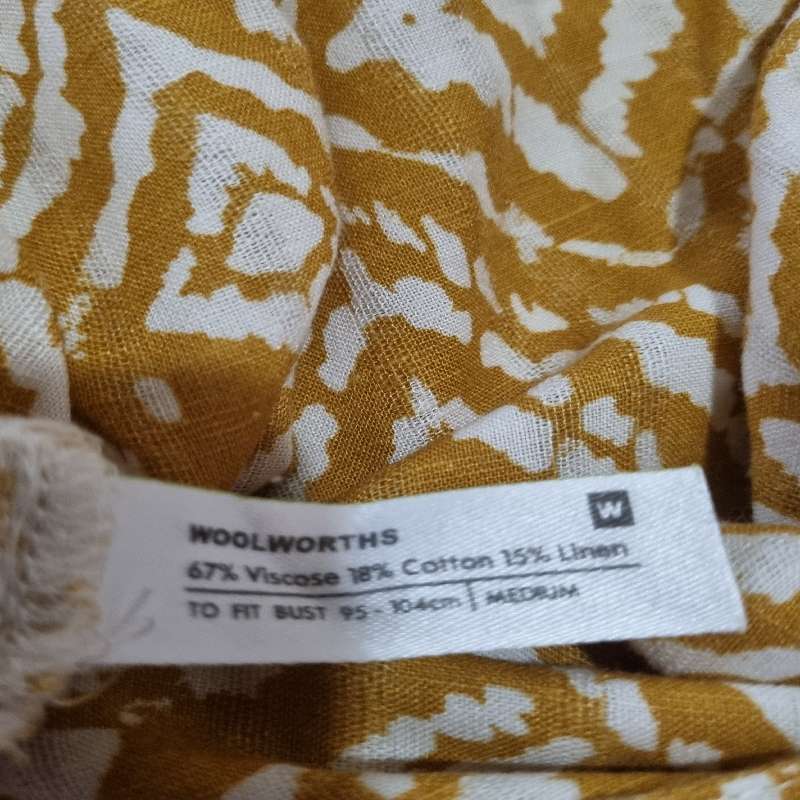 W
WOOLWORTHS
67% Viscose 18% Cotton 15% Linen
TO FIT BUST 95 - 104cm | MEDIUM